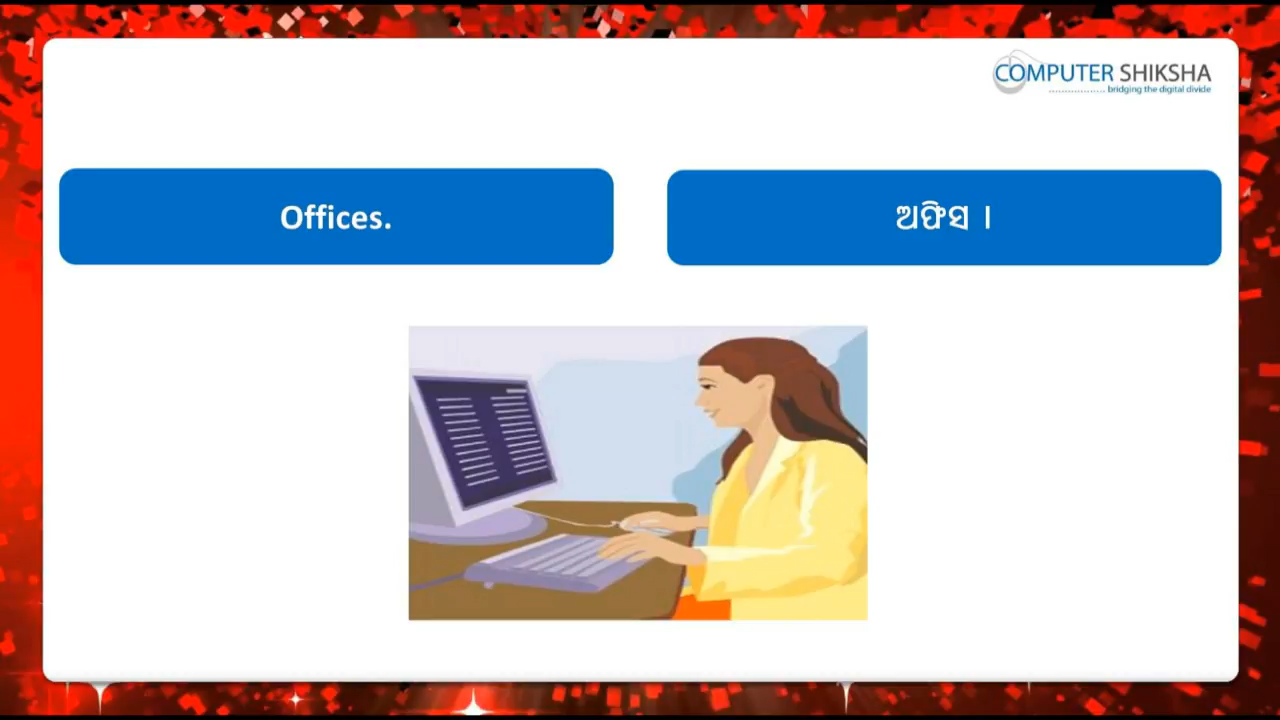 COMPUTER SHIKSHA
bridging the digital divide
Offices.
ଅଫିସ ।